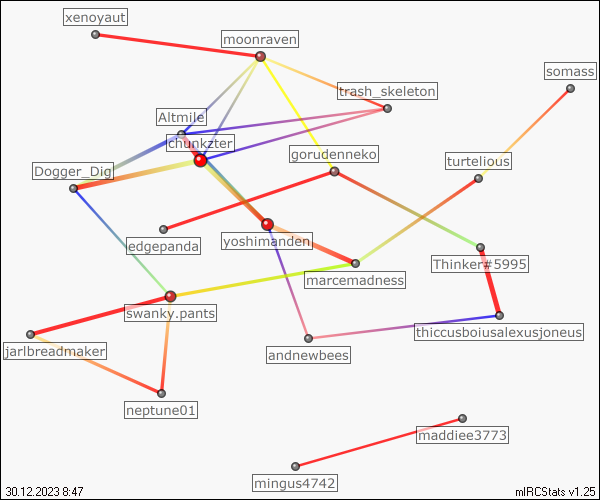 xenoyaut
moonraven
somass
trash_skeleton
Altmile
chunkzter
gorudenneko
turtelious
Dogger_Dig
edgepanda
yoshimanden
Thinker#5995
marcemadness
swanky.pants
thiccusboiusalexusjoneus
jarlbreadmaker
andnewbees
neptune01
maddiee3773
mingus4742
30.12.2023 8:47
mIRCStats v1.25